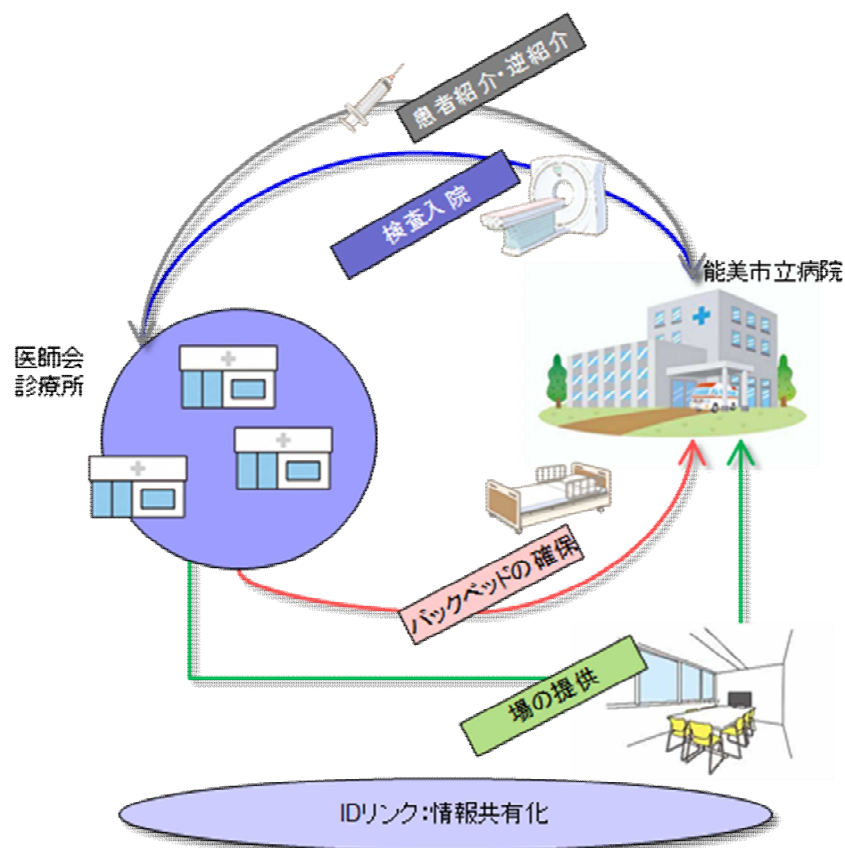 患者紹介・逆紹介
検査入院
能美市立病院
医師会
診療所
バックベッドの確保
場の提供
IDリンク:情報共有化